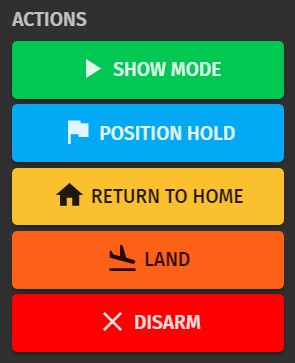 ACTIONS
SHOW MODE
POSITION HOLD
RETURN TO HOME
LAND
DISARM